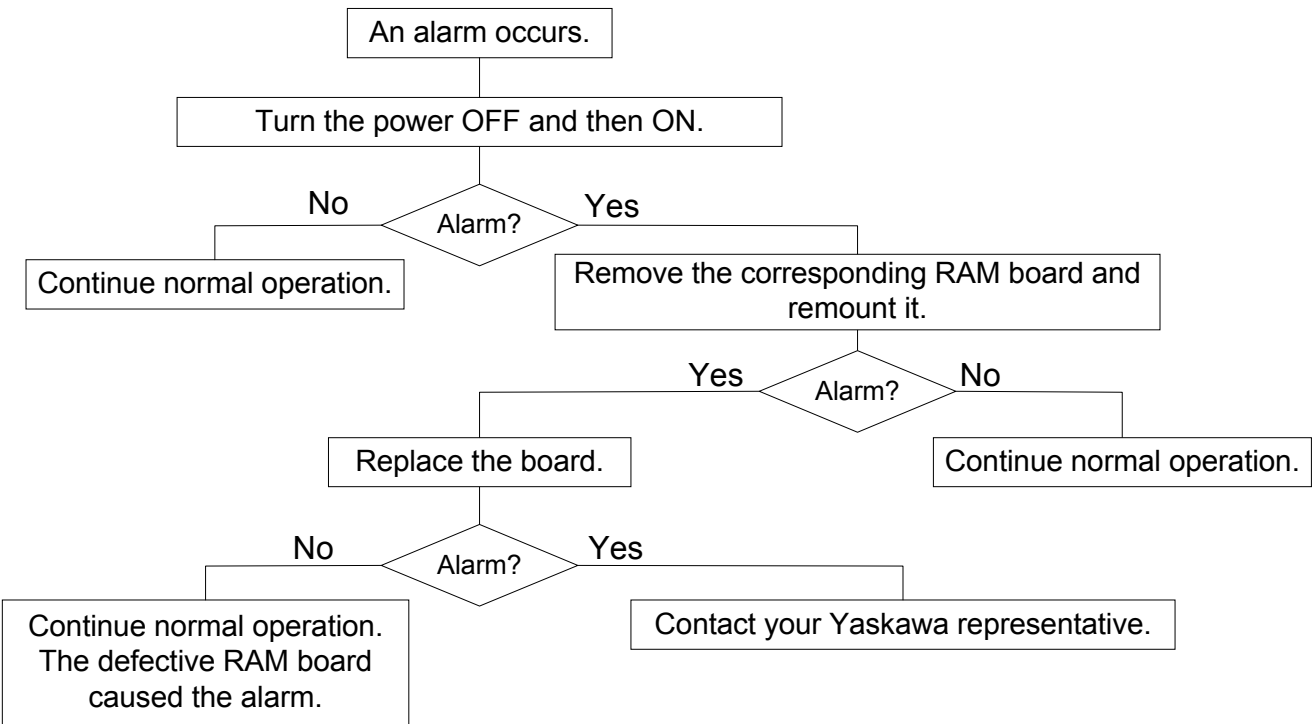 An alarm occurs.
Turn the power OFF and then ON.
No
Yes
Alarm?
Continue normal operation.
Remove the corresponding RAM board and
remount it.
Yes
No
Alarm?
Replace the board.
Continue normal operation.
No
Yes
Alarm?
Continue normal operation.
The defective RAM board
caused the alarm.
Contact your Yaskawa representative.